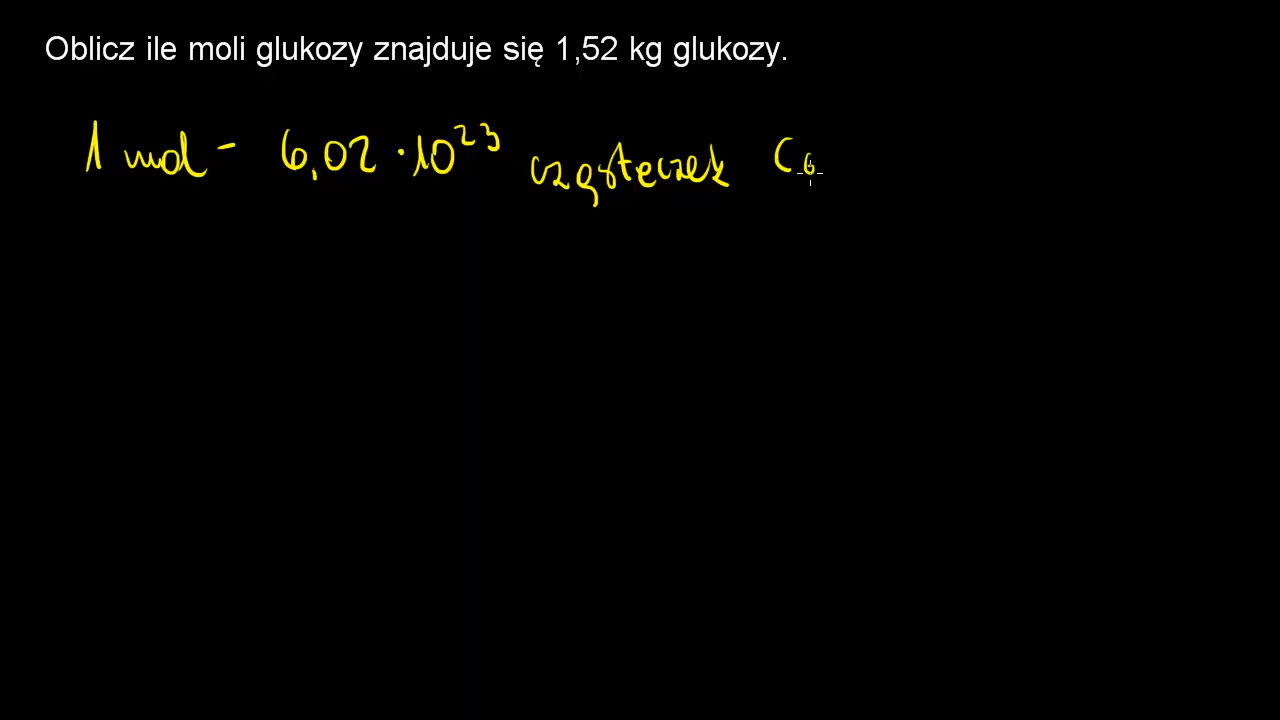 Oblicz ile moli glukozy znajduje się 1,52 kg glukozy.
1 mol - 6,02 · 10²³ cząsteczek C₆